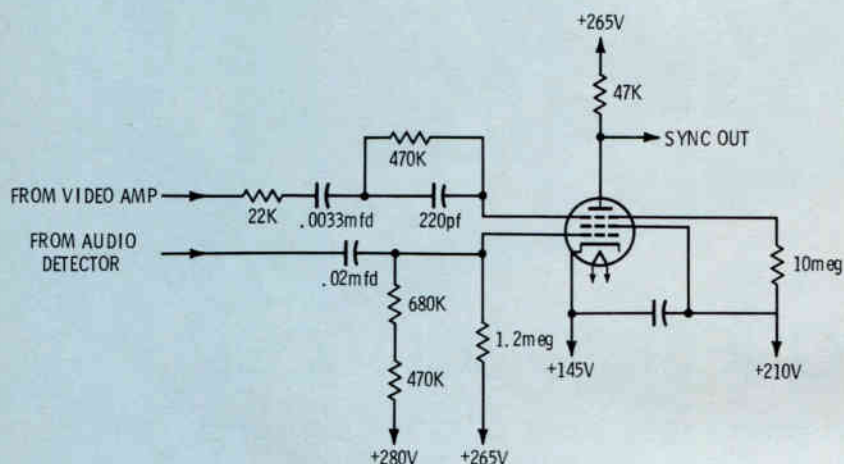 +265V
47K
SYNC OUT
470K
FROM VIDEO AMP
22K
.0033mfd
220pf
FROM AUDIO
DETECTOR
.02mfd
680K
10meg
1.2meg
470K
+145V
+210V
+280V
+265V